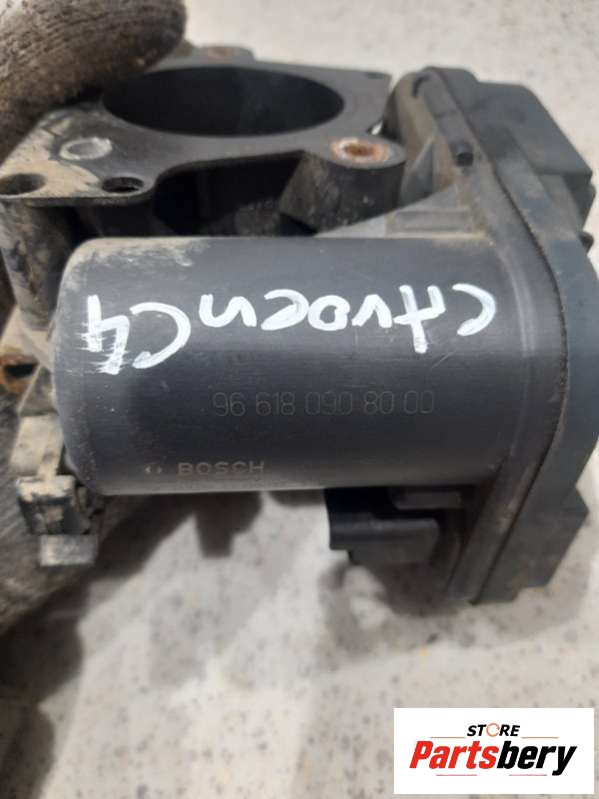 Citroen C4
96 618 090 80 00
BOSCH
STORE
Partsbery